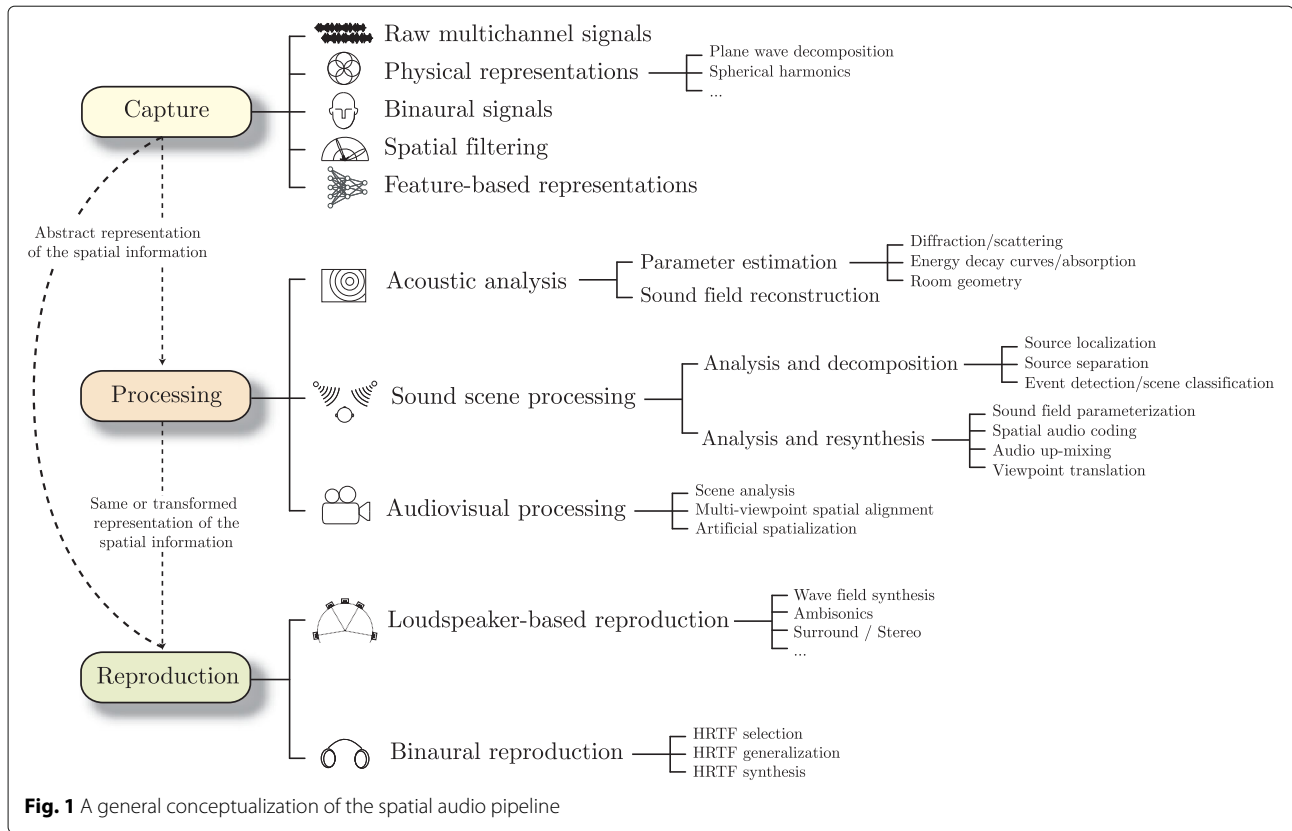 Raw multichannel signals
Physical representations
Plane wave decomposition
Spherical harmonics
...
Capture
Binaural signals
Spatial filtering
Feature-based representations
Abstract representation
of the spatial information
Acoustic analysis
Parameter estimation
Diffraction/scattering
Energy decay curves/absorption
Room geometry
Sound field reconstruction
Processing
Sound scene processing
Analysis and decomposition
Source localization
Source separation
Event detection/scene classification
Analysis and resynthesis
Sound field parameterization
Spatial audio coding
Audio up-mixing
Viewpoint translation
Same or transformed
representation of the
spatial information
Audiovisual processing
Scene analysis
Multi-viewpoint spatial alignment
Artificial spatialization
Reproduction
Loudspeaker-based reproduction
Wave field synthesis
Ambisonics
Surround / Stereo
...
Binaural reproduction
HRTF selection
HRTF generalization
HRTF synthesis
Fig. 1 A general conceptualization of the spatial audio pipeline